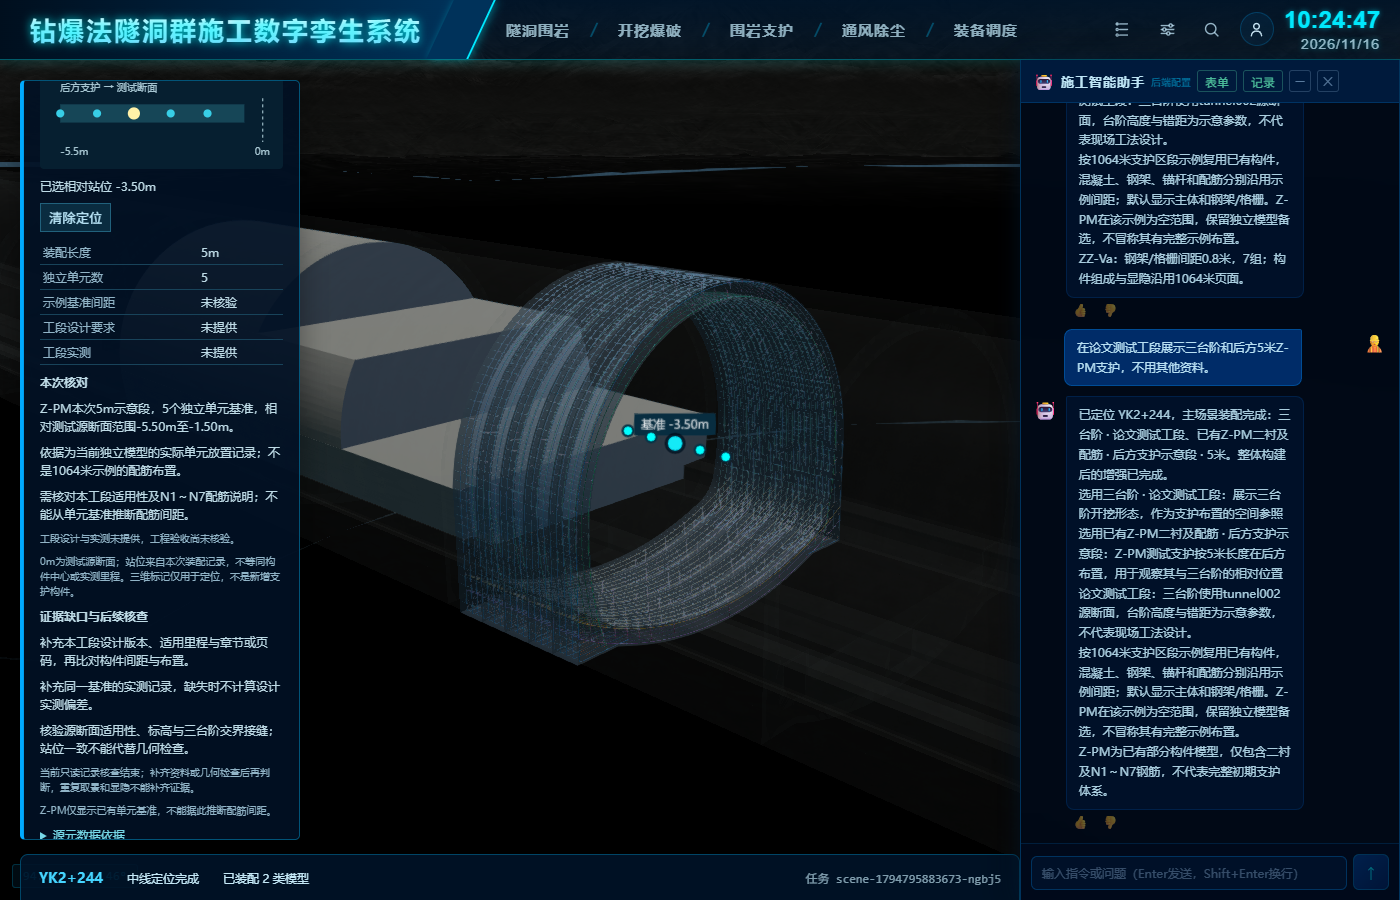 钻爆法隧洞群施工数字孪生系统
隧洞围岩 / 开挖爆破 / 围岩支护 / 通风除尘 / 装备调度
10:24:47
2026/11/16
后方支护 → 测试断面
-5.5m 0m
已选相对站位 -3.50m
清除定位
装配长度 5m
独立单元数 5
示例基准间距 未核验
工段设计要求 未提供
工段实测 未提供
本次核对
Z-PM本次5m示意段，5个独立单元基准，相
对测试源断面范围-5.50m至-1.50m。
依据为当前独立模型的实际单元放置记录；不
是1064米示例的配筋布置。
需核对本工段适用性及N1～N7配筋说明；不
能从单元基准推断配筋间距。
工段设计与实测未提供，工程验收尚未核验。
0m为测试源断面；站位来自本次装配记录，不等同构
件中心或实测里程。三维标记仅用于定位，不是新增支
护构件。
证据缺口与后续核查
补充本工段设计版本、适用里程与章节或页
码，再比对构件间距与布置。
补充同一基准的实测记录，缺失时不计算设计
实测偏差。
核验源断面适用性、标高与三台阶交界接缝；
站位一致不能代替几何检查。
当前只读记录核查结束；补齐资料或几何检查后再判
断，重复取景和显隐不能补齐证据。
Z-PM仅显示已有单元基准，不能据此推断配筋间距。
▶ 源元数据依据
基准 -3.50m
YK2+244 中线定位完成 已装配 2 类模型
任务 scene-1794795883673-ngbj5
施工智能助手 后端配置 表单 记录
面，台阶高度与错距为示意参数，不代
表现场工法设计。
按1064米支护区段示例复用已有构件，
混凝土、钢架、锚杆和配筋分别沿用示
例间距；默认显示主体和钢架/格栅。Z-
PM在该示例为空范围，保留独立模型备
选，不冒称其有完整示例布置。
ZZ-Va：钢架/格栅间距0.8米，7组；构
件组成与显隐沿用1064米页面。
在论文测试工段展示三台阶和后方5米Z-
PM支护，不用其他资料。
已定位 YK2+244，主场景装配完成：三
台阶 · 论文测试工段、已有Z-PM二衬及
配筋 · 后方支护示意段 · 5米。整体构建
后的增强已完成。
选用三台阶 · 论文测试工段：展示三台
阶开挖形态，作为支护布置的空间参照
选用已有Z-PM二衬及配筋 · 后方支护示
意段：Z-PM测试支护按5米长度在后方
布置，用于观察其与三台阶的相对位置
论文测试工段：三台阶使用tunnel002
源断面，台阶高度与错距为示意参数，
不代表现场工法设计。
按1064米支护区段示例复用已有构件，
混凝土、钢架、锚杆和配筋分别沿用示
例间距；默认显示主体和钢架/格栅。Z-
PM在该示例为空范围，保留独立模型备
选，不冒称其有完整示例布置。
Z-PM为已有部分构件模型，仅包含二衬
及N1～N7钢筋，不代表完整初期支护
体系。
输入指令或问题（Enter发送，Shift+Enter换行）